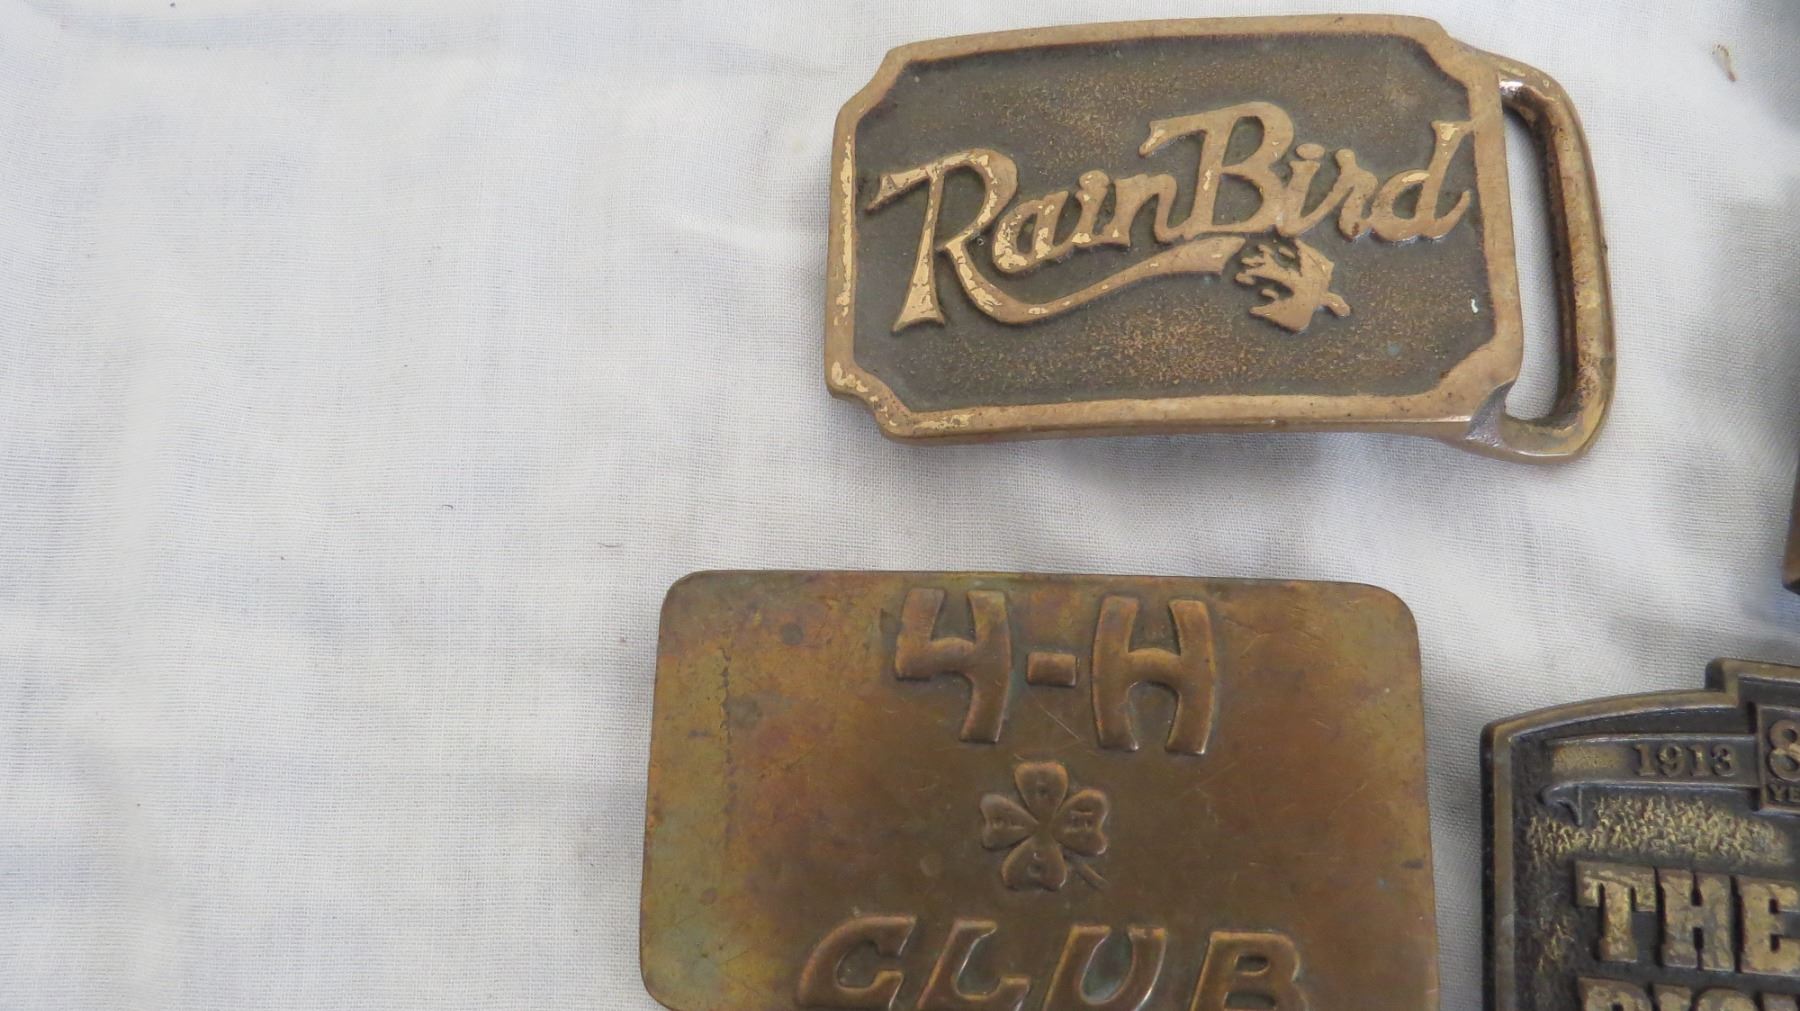 RainBird
4-H
H H H H
CLUB
1913
THE